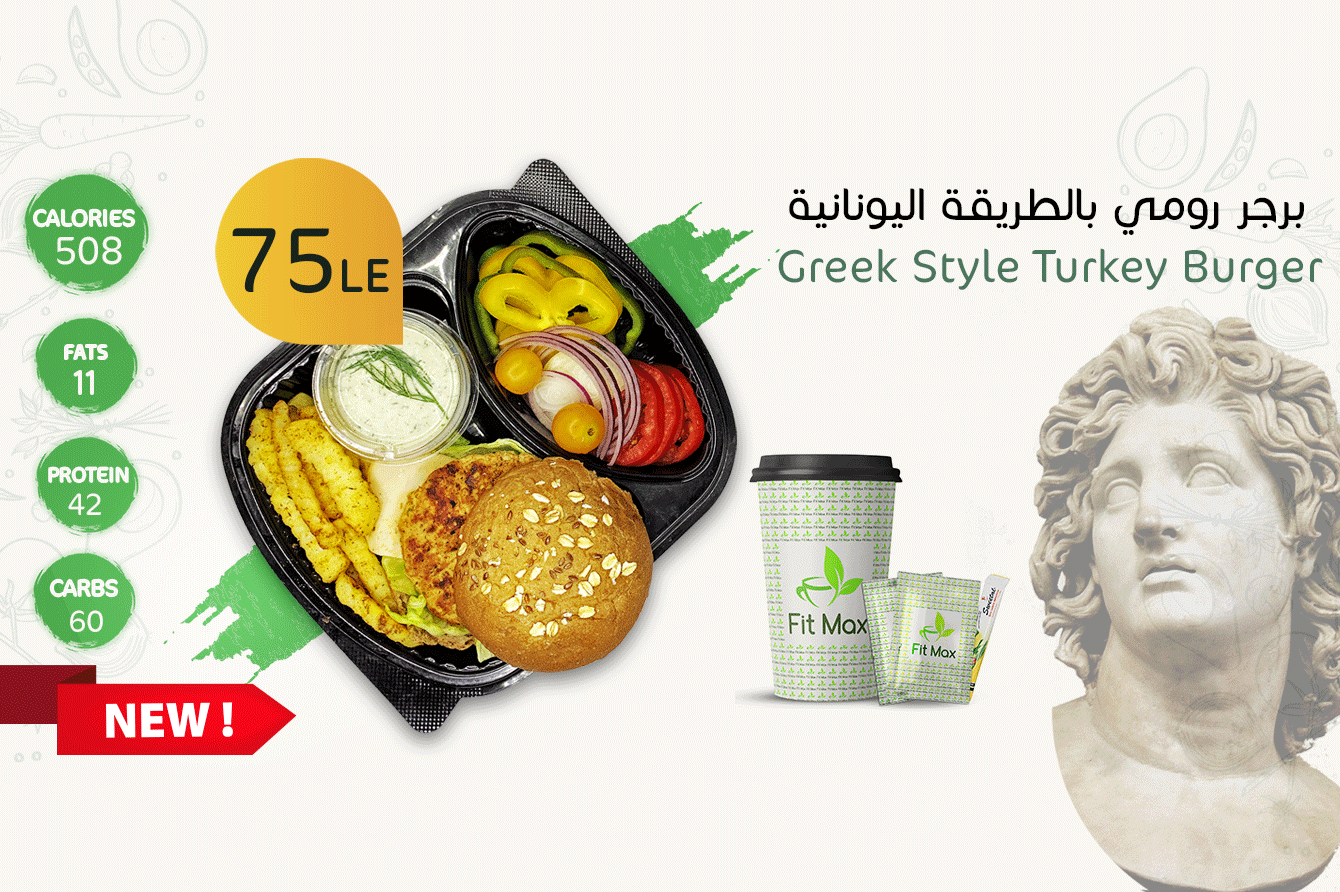 برجر رومي بالطريقة اليونانية
Greek Style Turkey Burger
75LE
CALORIES
508
FATS
11
PROTEIN
42
CARBS
60
NEW !
Fit Max
Fit Max